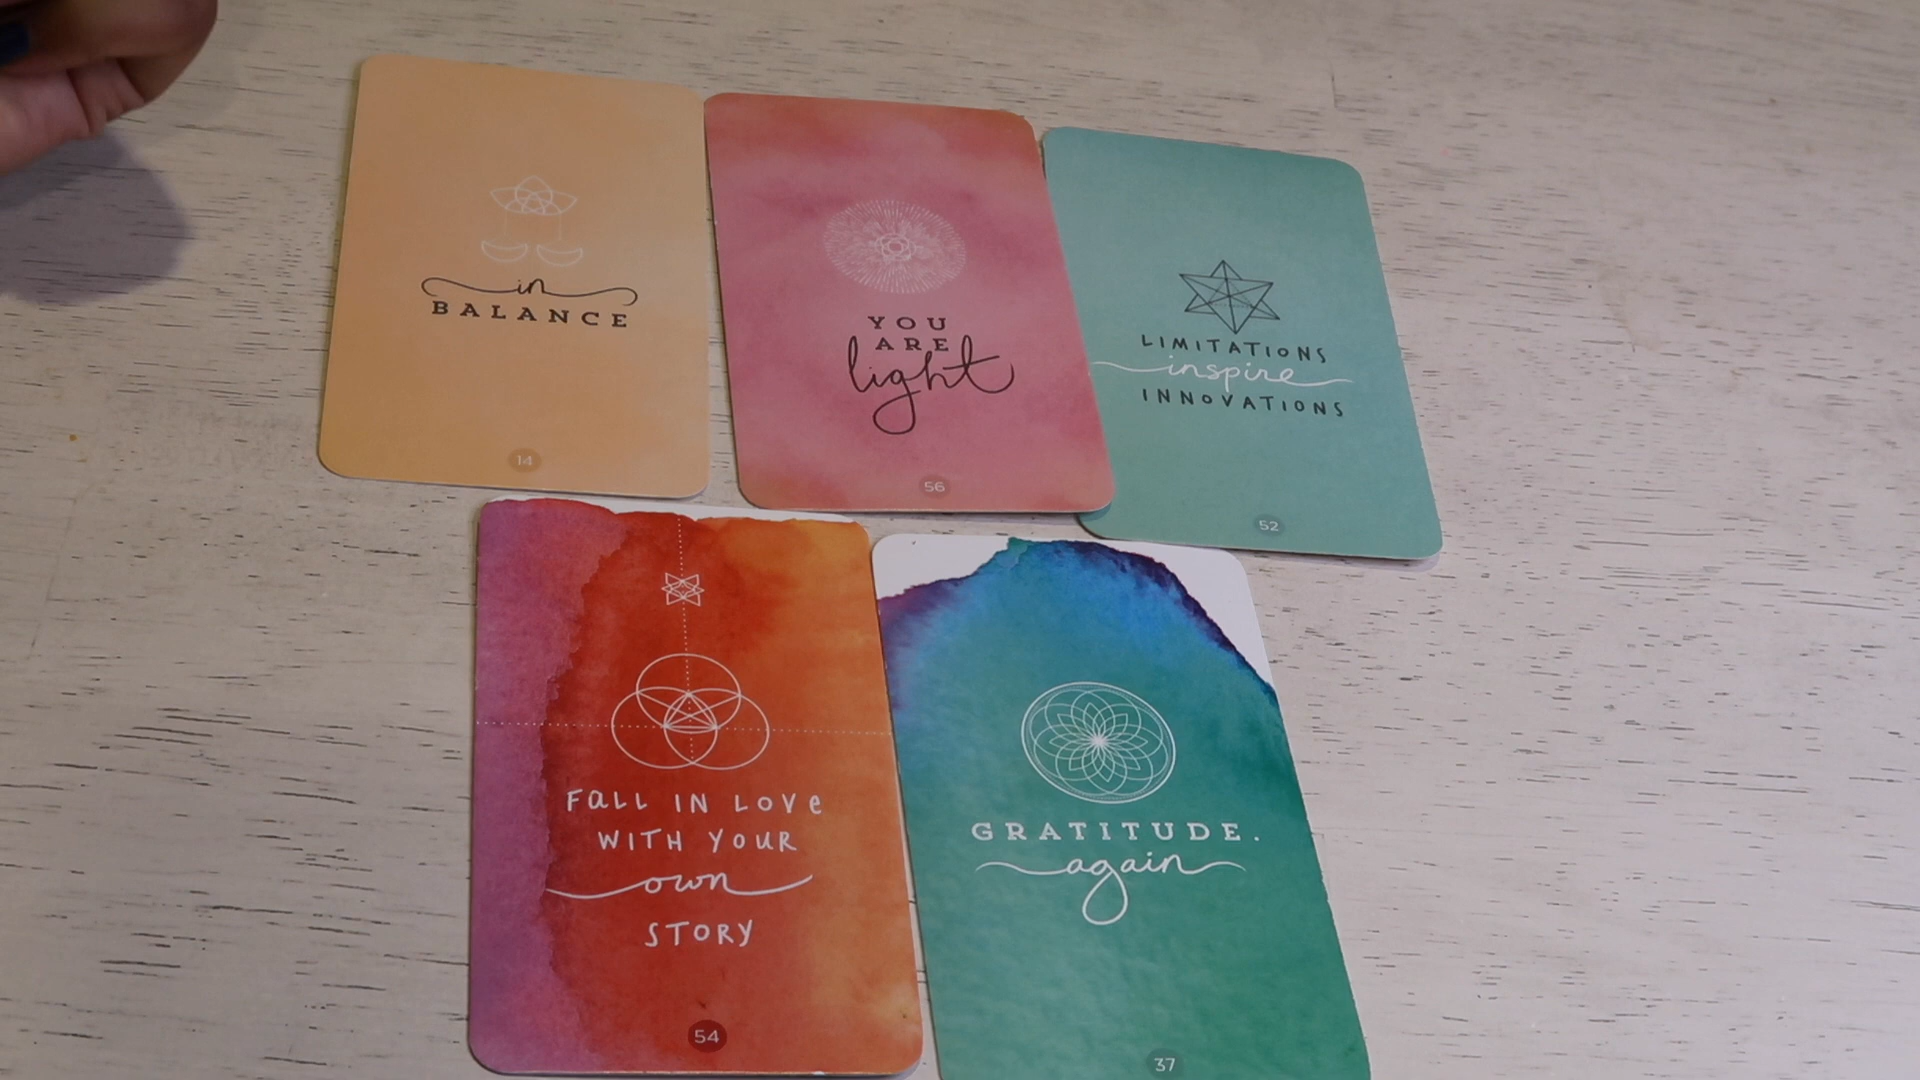 in
BALANCE
14
YOU
ARE
light
56
LIMITATIONS
inspire
INNOVATIONS
52
FALL IN LOVE
WITH YOUR
own
STORY
54
GRATITUDE.
again
37